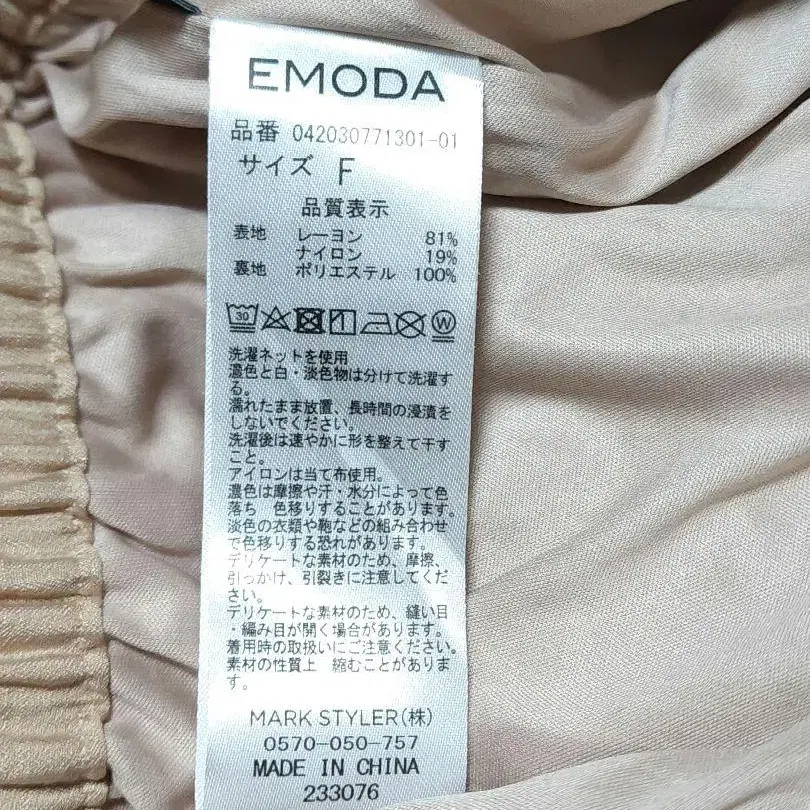 EMODA
品番 042030771301-01
サイズ F
品質表示
表地 レーヨン 81%
ナイロン 19%
裏地 ポリエステル 100%
30
W
洗濯ネットを使用
濃色と白・淡色物は分けて洗濯す
る。
濡れたまま放置、長時間の浸漬を
しないでください。
洗濯後は速やかに形を整えて干す
こと。
アイロンは当て布使用。
濃色は摩擦や汗・水分によって色
落ち 色移りすることがあります。
淡色の衣類や鞄などの組み合わせ
で色移りする恐れがあります。
デリケートな素材のため、摩擦、
引っかけ、引裂きに注意してくだ
さい。
デリケートな素材のため、縫い目
・編み目が開く場合があります。
着用時の取扱いにご注意ください。
素材の性質上 縮むことがありま
す。
MARK STYLER(株)
0570-050-757
MADE IN CHINA
233076